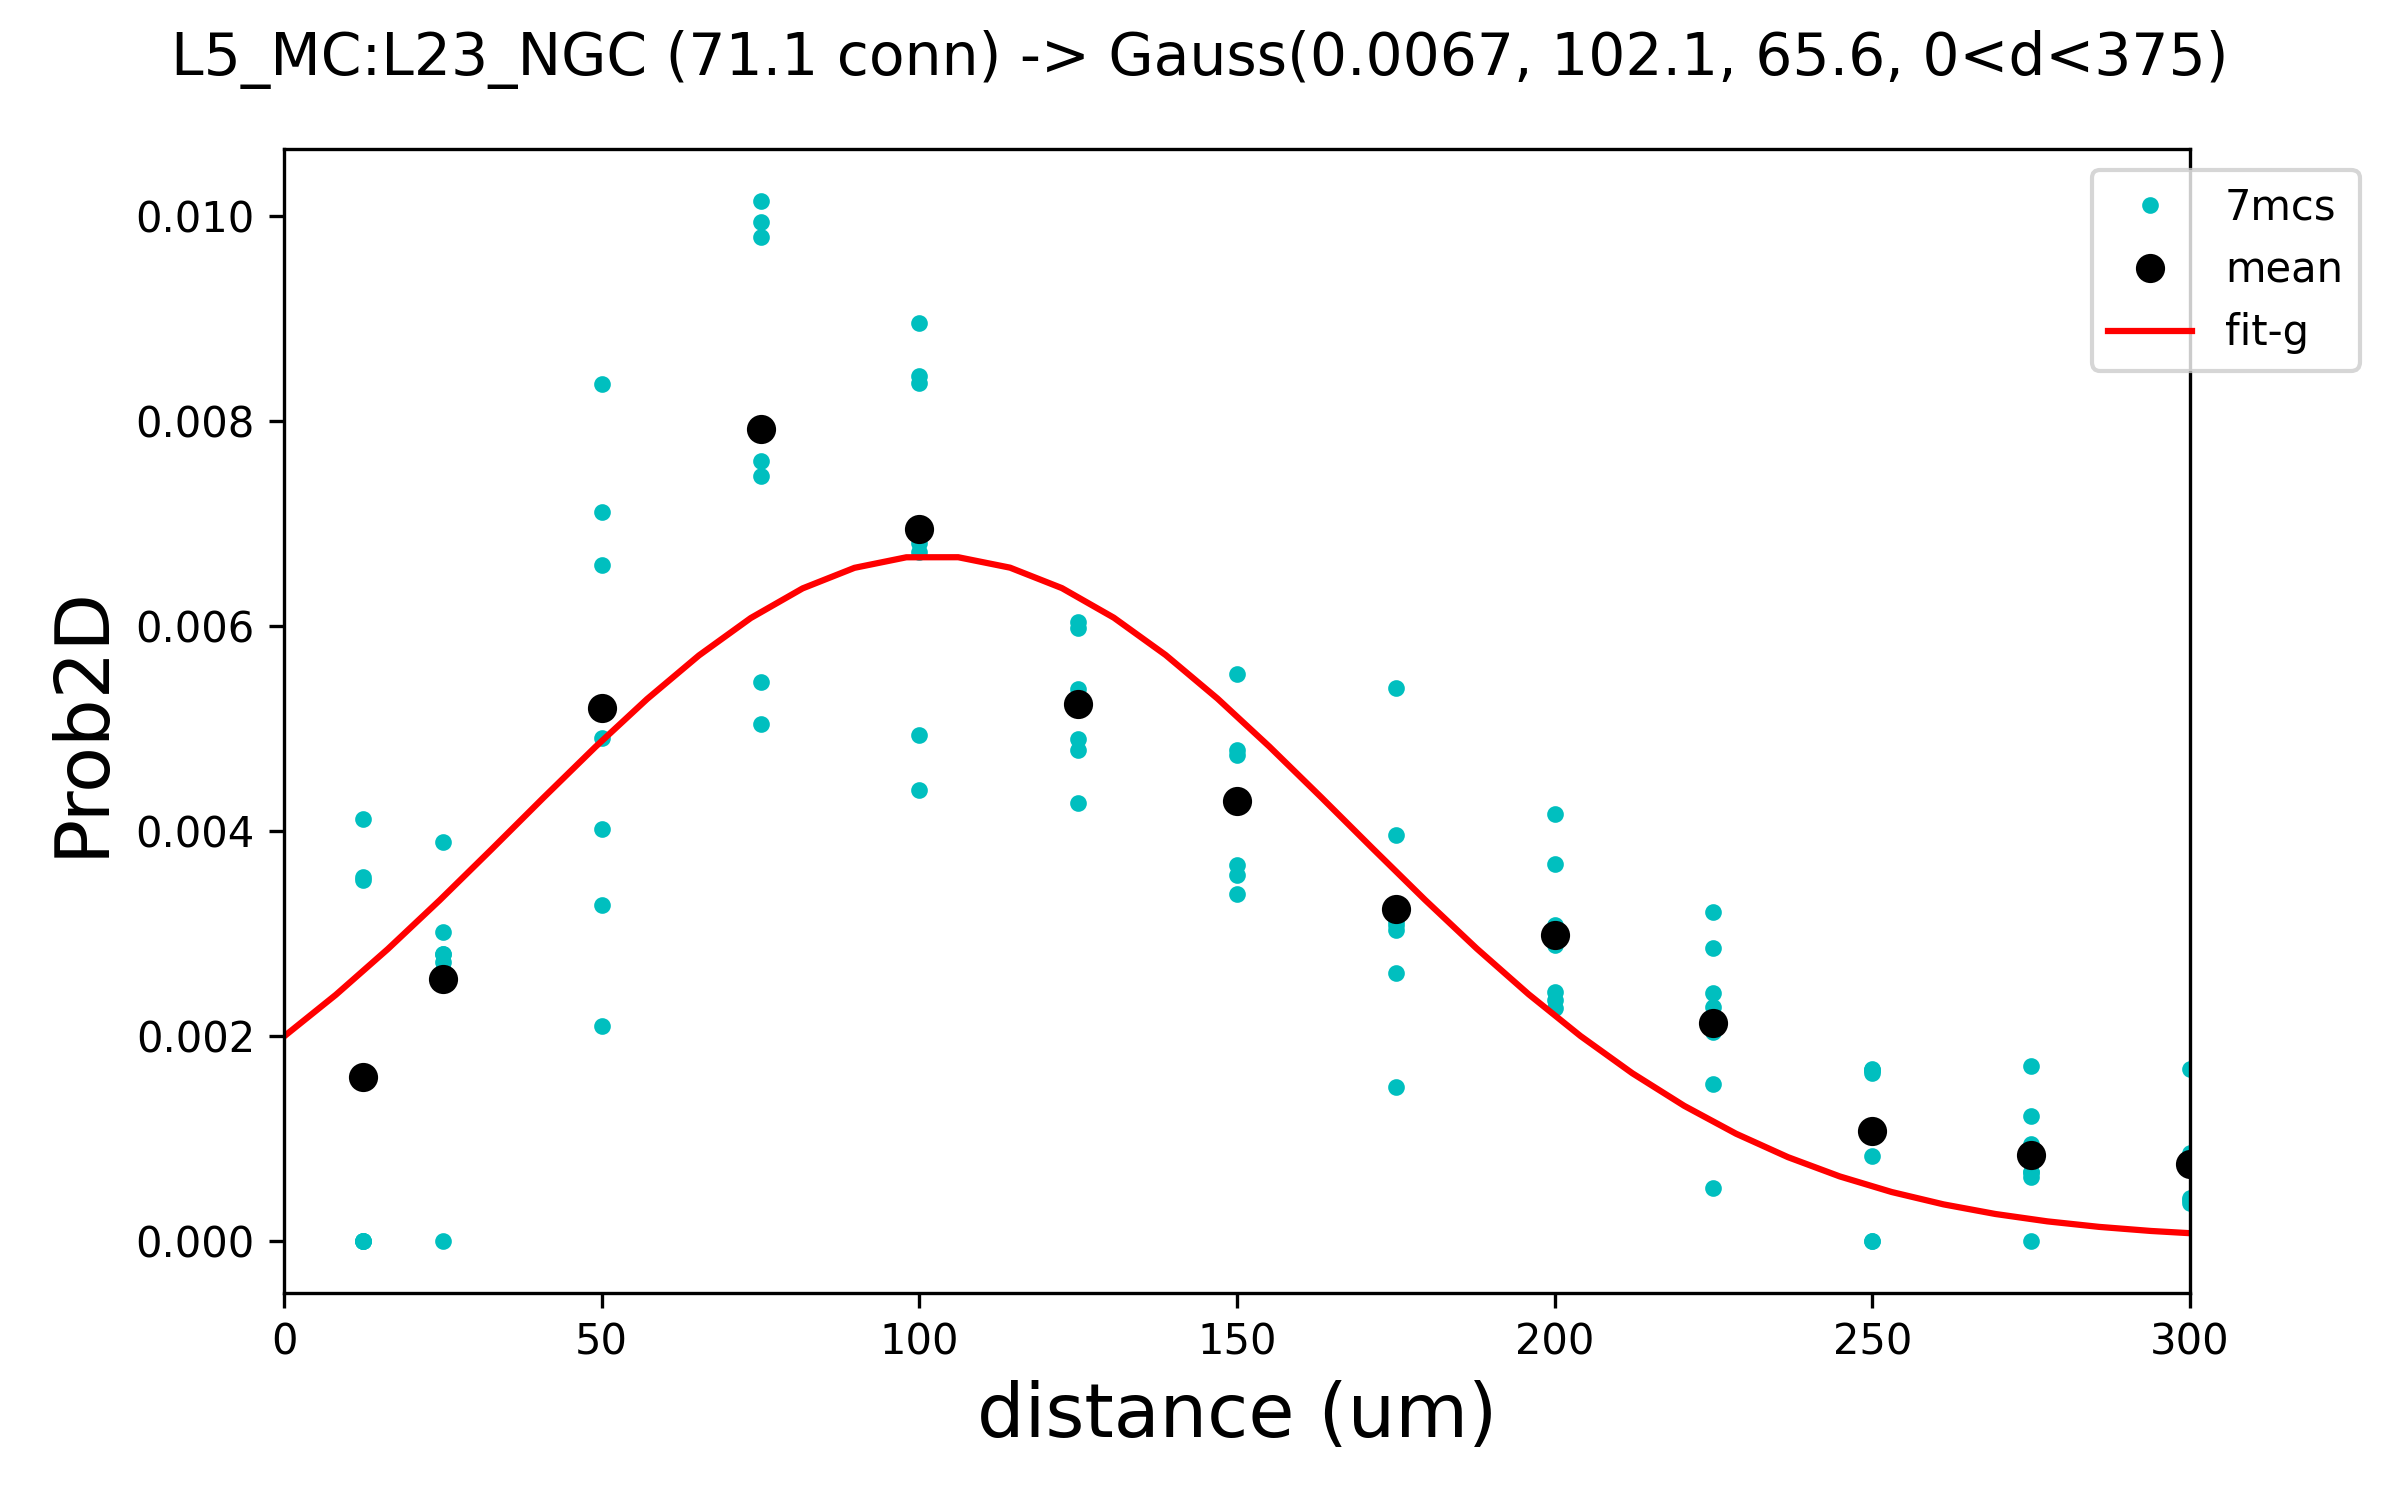 L5_MC:L23_NGC (71.1 conn) -> Gauss(0.0067, 102.1, 65.6, 0<d<375)
7mcs
mean
fit-g
0.010
0.008
0.006
0.004
0.002
0.000
Prob2D
0 50 100 150 200 250 300
distance (um)